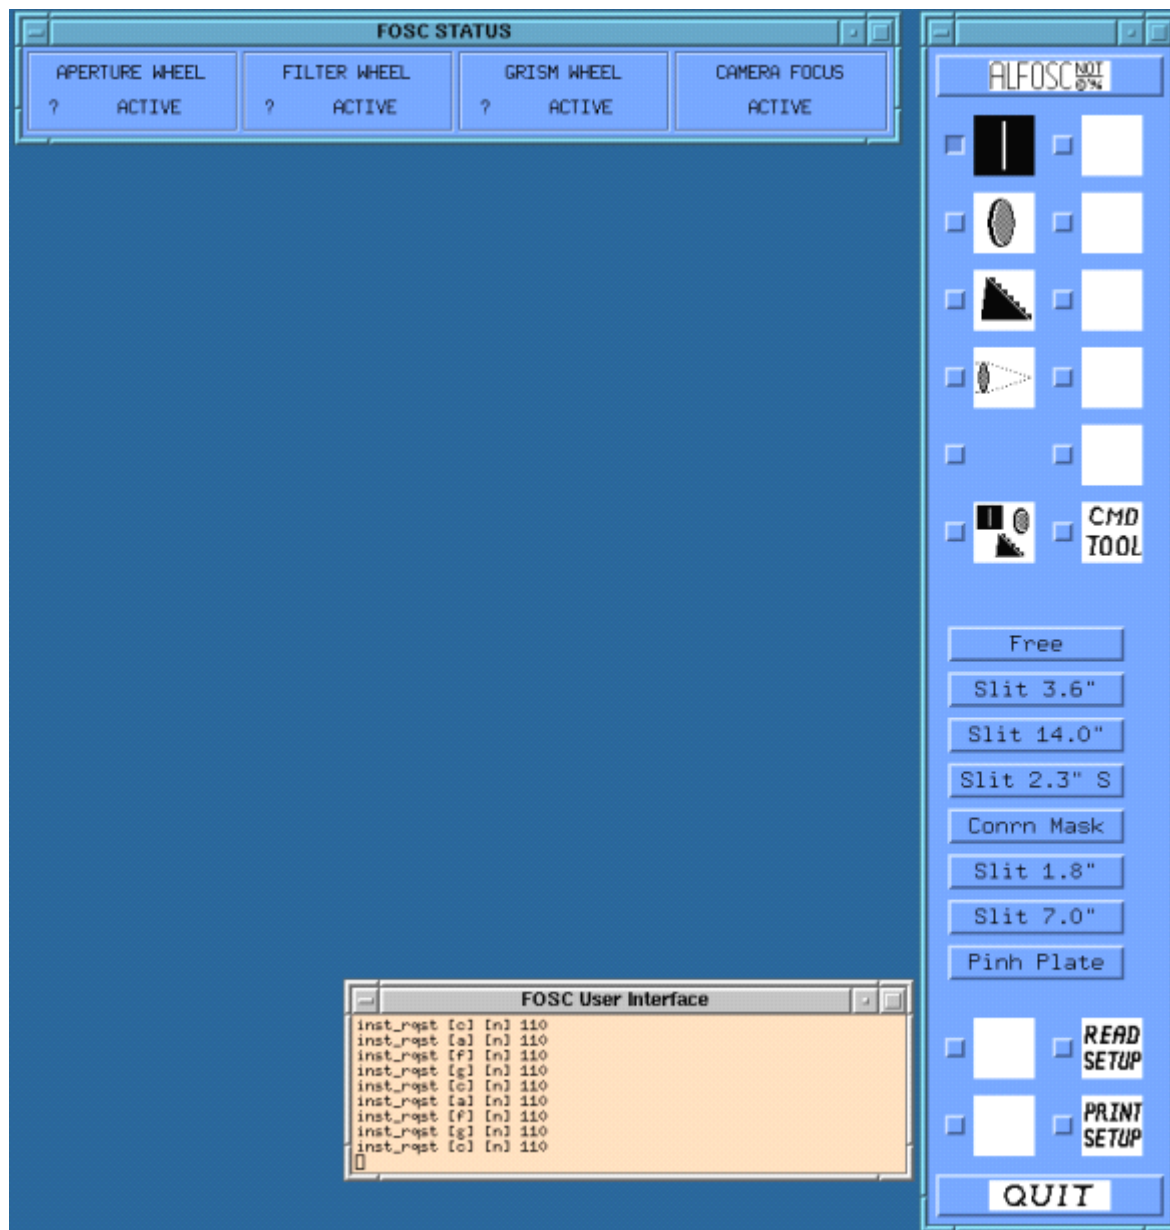 FOSC STATUS
APERTURE WHEEL
? ACTIVE
FILTER WHEEL
? ACTIVE
GRISM WHEEL
? ACTIVE
CAMERA FOCUS
ACTIVE
ALFOSC NOT
CMD
TOOL
Free
Slit 3.6"
Slit 14.0"
Slit 2.3" S
Conrn Mask
Slit 1.8"
Slit 7.0"
Pinh Plate
FOSC User Interface
inst_rqst [c] [n] 110
inst_rqst [a] [n] 110
inst_rqst [f] [n] 110
inst_rqst [g] [n] 110
inst_rqst [c] [n] 110
inst_rqst [a] [n] 110
inst_rqst [f] [n] 110
inst_rqst [g] [n] 110
inst_rqst [c] [n] 110
READ
SETUP
PRINT
SETUP
QUIT